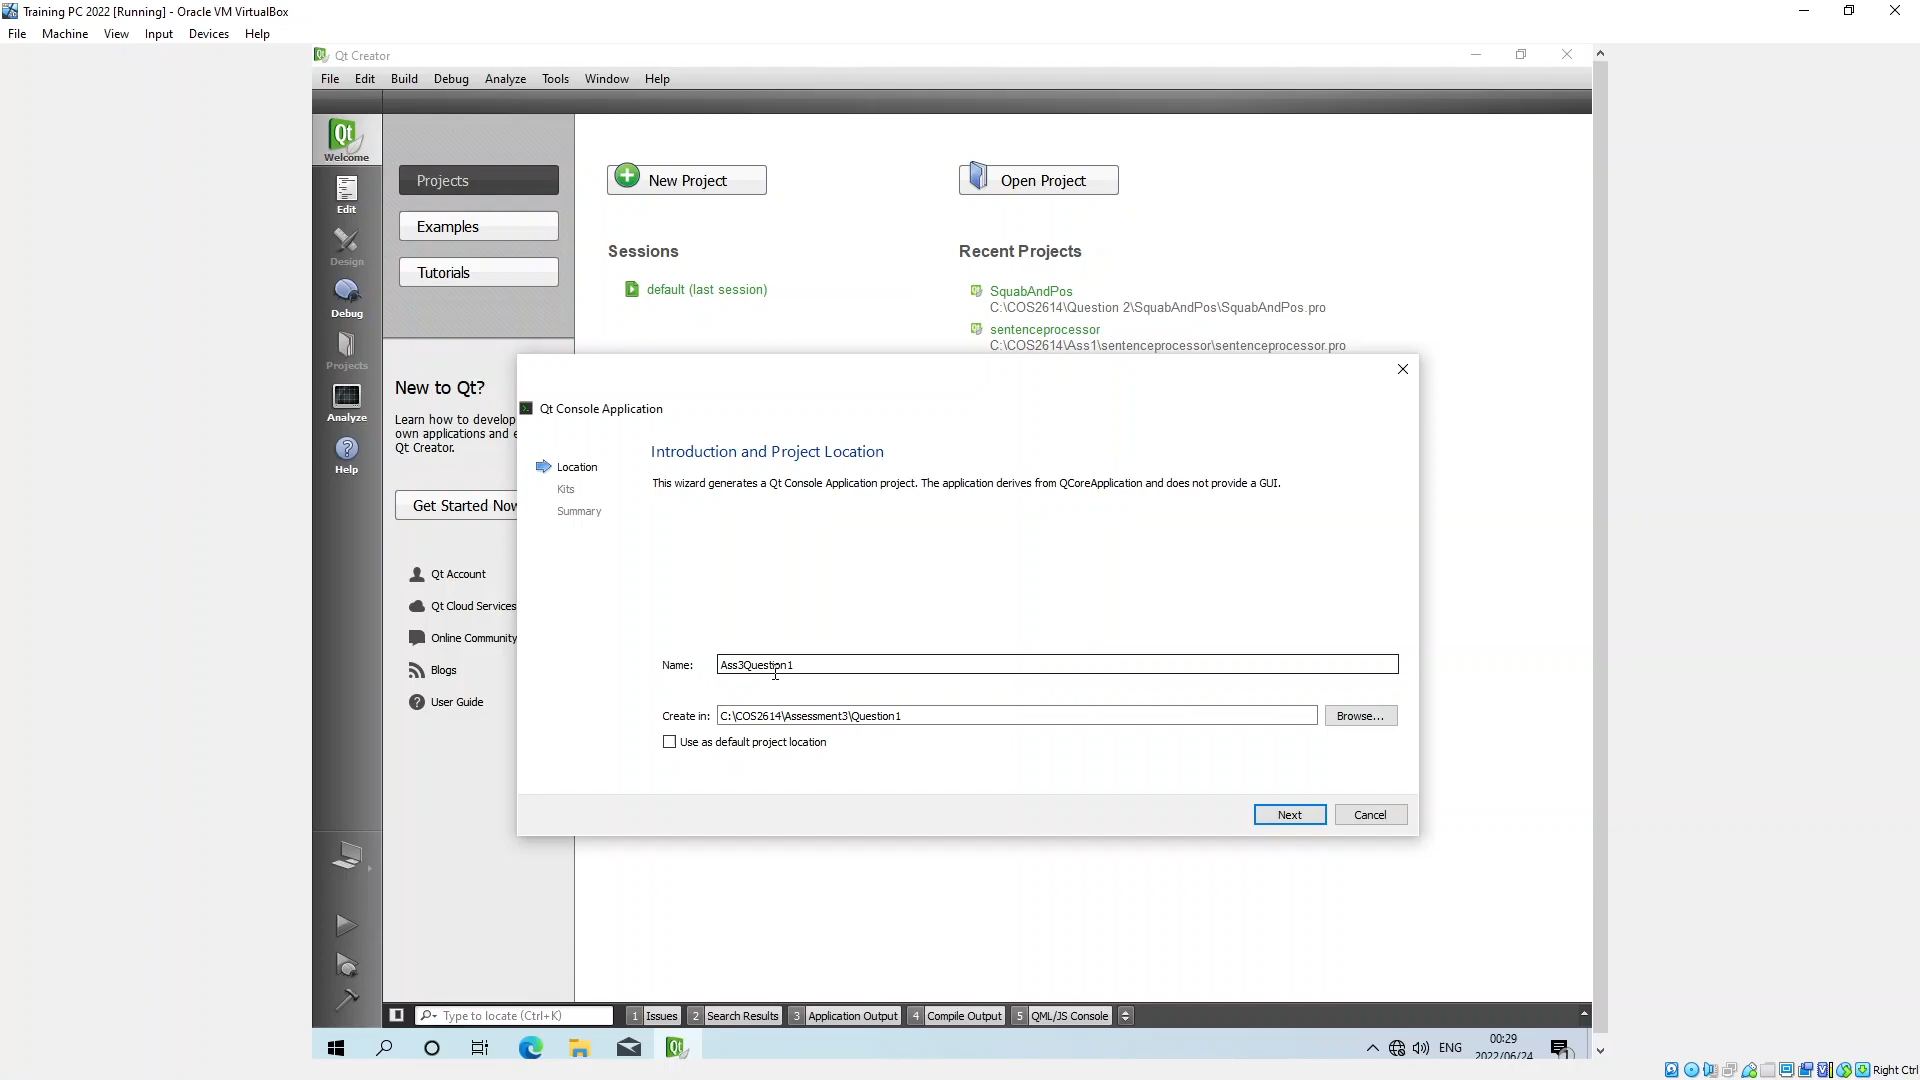 Training PC 2022 [Running] - Oracle VM VirtualBox
File Machine View Input Devices Help
Qt Creator
File Edit Build Debug Analyze Tools Window Help
Qt
Welcome
Edit
Design
Debug
Projects
Analyze
Help
Projects
Examples
Tutorials
New to Qt?
Learn how to develop
own applications and e
Qt Creator.
Get Started Now
Qt Account
Qt Cloud Services
Online Community
Blogs
User Guide
New Project
Open Project
Sessions
default (last session)
Recent Projects
SquabAndPos
C:\COS2614\Question 2\SquabAndPos\SquabAndPos.pro
sentenceprocessor
C:\COS2614\Ass1\sentenceprocessor\sentenceprocessor.pro
Qt Console Application
Location
Kits
Summary
Introduction and Project Location
This wizard generates a Qt Console Application project. The application derives from QCoreApplication and does not provide a GUI.
Name: Ass3Question1
Create in: C:\COS2614\Assessment3\Question1 Browse...
Use as default project location
Next Cancel
Type to locate (Ctrl+K) 1 Issues 2 Search Results 3 Application Output 4 Compile Output 5 QML/JS Console
ENG 00:29
2022/06/24
Right Ctrl